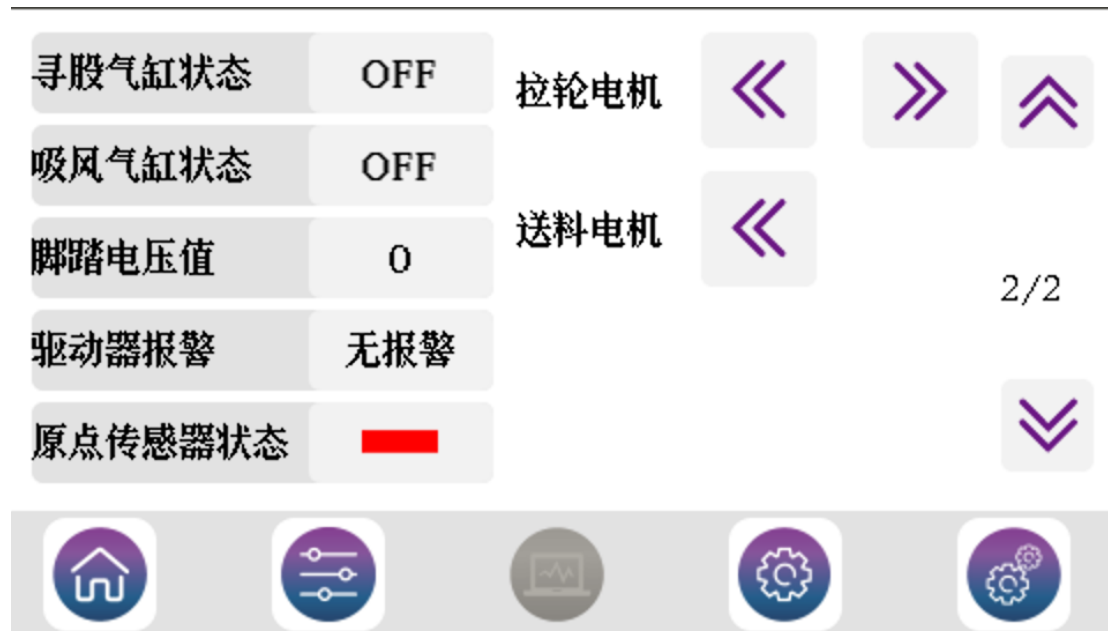 寻股气缸状态 OFF
吸风气缸状态 OFF
脚踏电压值 0
驱动器报警 无报警
原点传感器状态
拉轮电机
送料电机
2/2